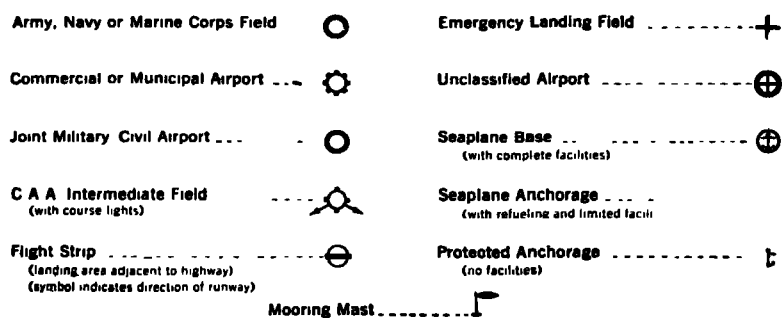 Army, Navy or Marine Corps Field
Commercial or Municipal Airport
Joint Military Civil Airport
C A A Intermediate Field
(with course lights)
Flight Strip
(landing area adjacent to highway)
(symbol indicates direction of runway)
Emergency Landing Field
Unclassified Airport
Seaplane Base
(with complete facilities)
Seaplane Anchorage
(with refueling and limited facili
Protected Anchorage
(no facilities)
Mooring Mast